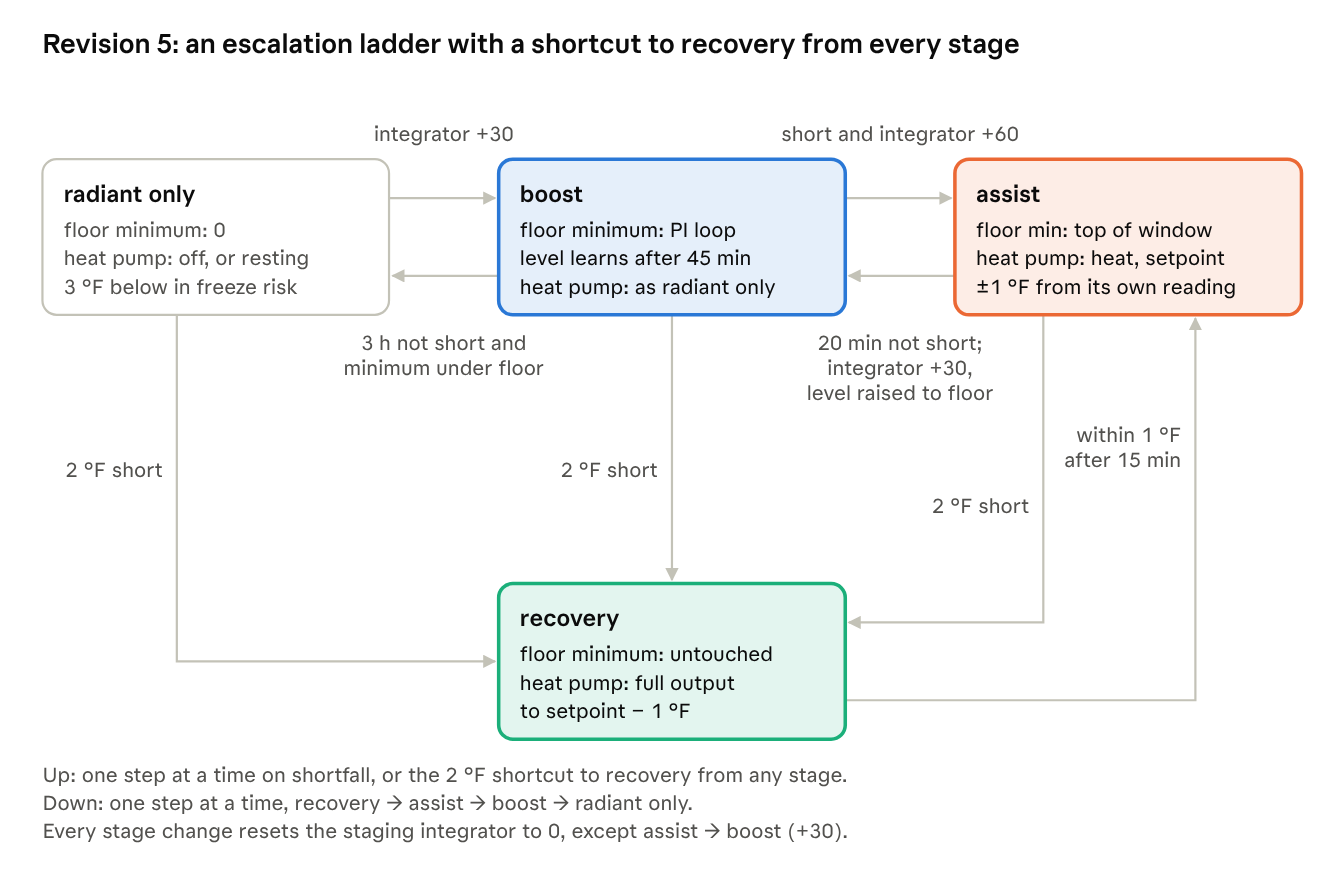 Revision 5: an escalation ladder with a shortcut to recovery from every stage
integrator +30
short and integrator +60
radiant only
floor minimum: 0
heat pump: off, or resting
3 °F below in freeze risk
boost
floor minimum: PI loop
level learns after 45 min
heat pump: as radiant only
assist
floor min: top of window
heat pump: heat, setpoint
±1 °F from its own reading
3 h not short and
minimum under floor
20 min not short;
integrator +30,
level raised to floor
within 1 °F
after 15 min
2 °F short
2 °F short
2 °F short
recovery
floor minimum: untouched
heat pump: full output
to setpoint − 1 °F
Up: one step at a time on shortfall, or the 2 °F shortcut to recovery from any stage.
Down: one step at a time, recovery → assist → boost → radiant only.
Every stage change resets the staging integrator to 0, except assist → boost (+30).